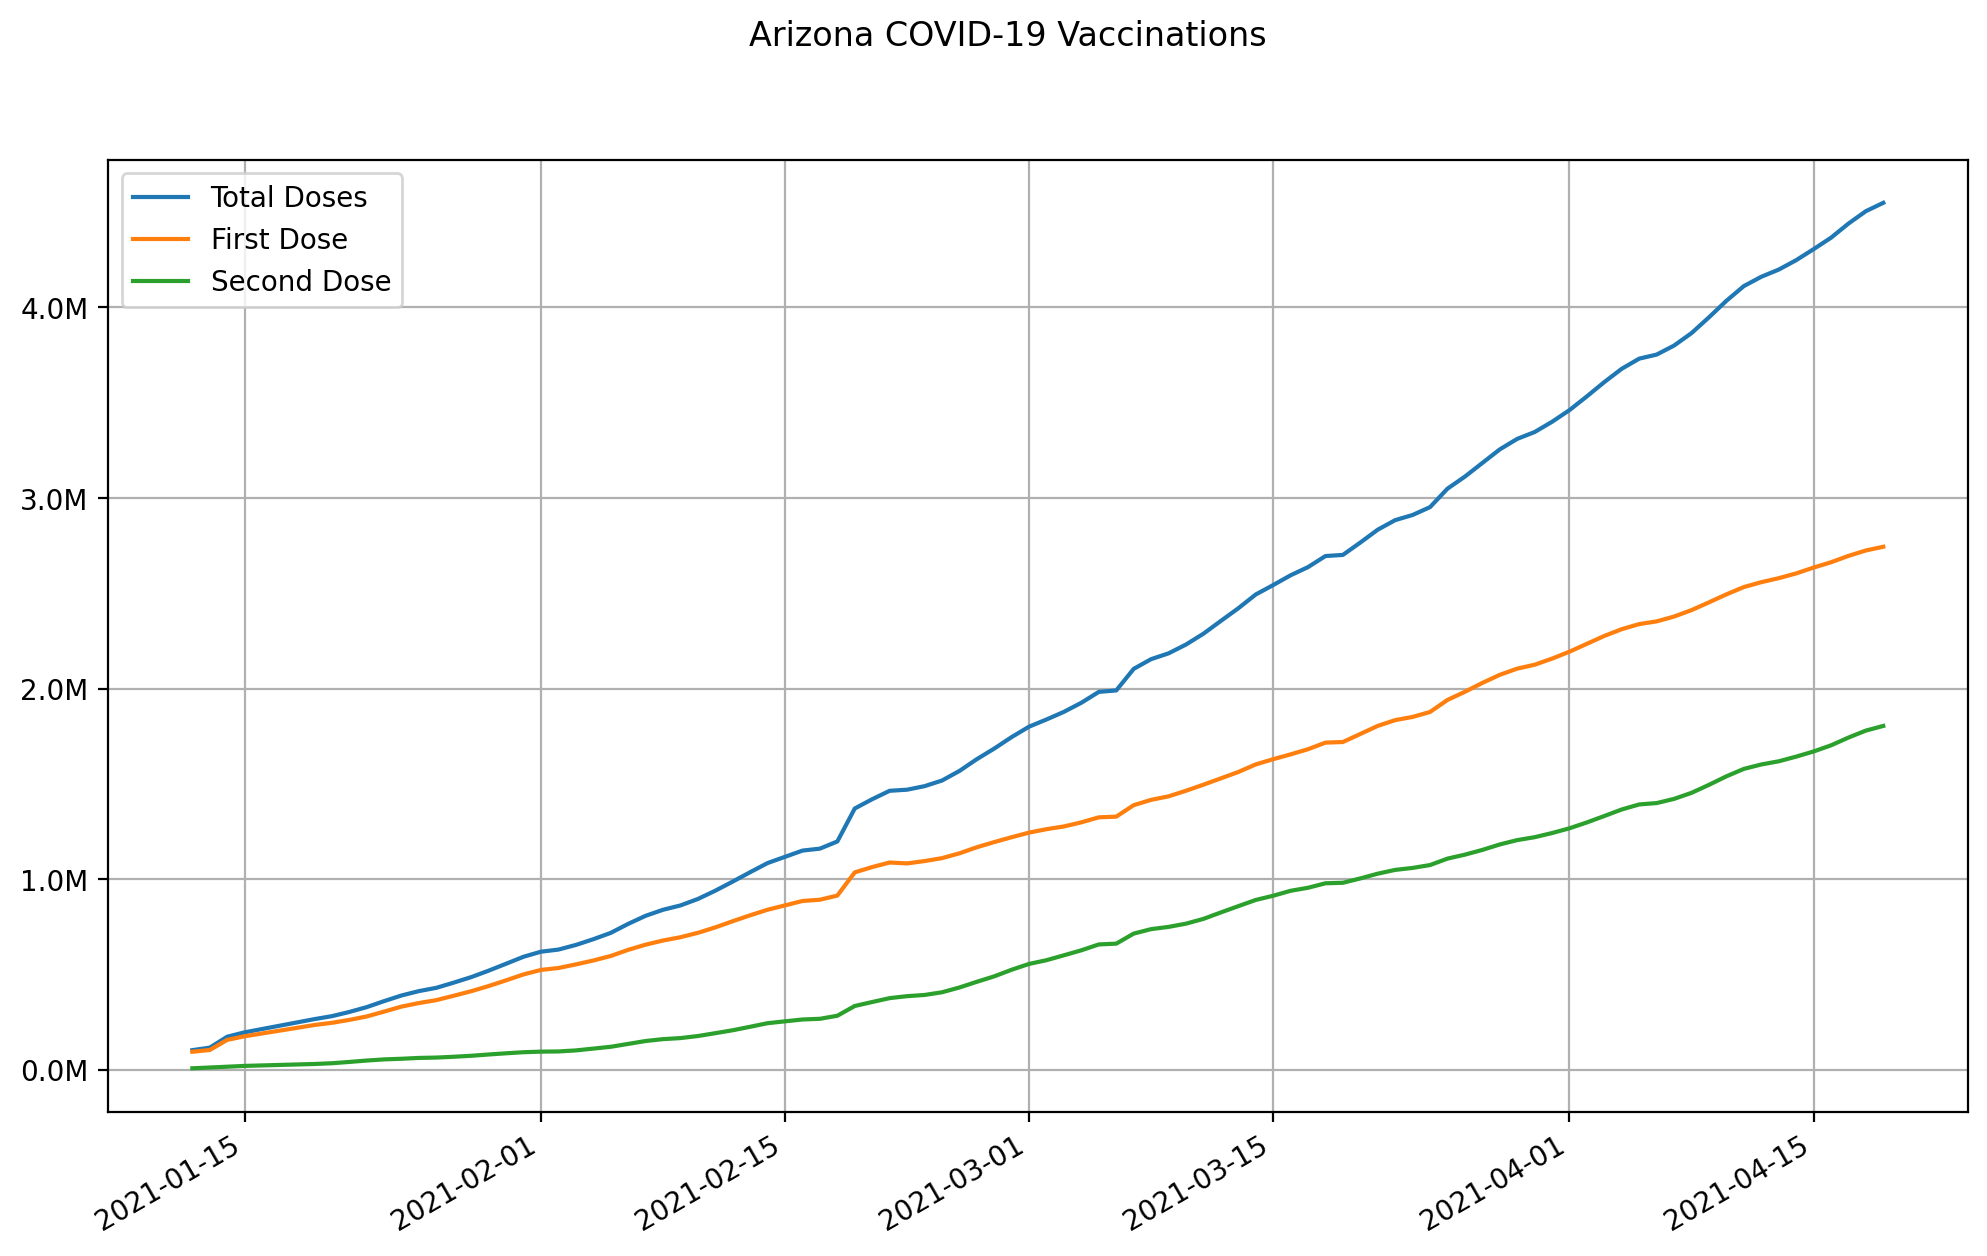 Arizona COVID-19 Vaccinations
Total Doses
First Dose
Second Dose
4.0M
3.0M
2.0M
1.0M
0.0M
2021-01-15
2021-02-01
2021-02-15
2021-03-01
2021-03-15
2021-04-01
2021-04-15